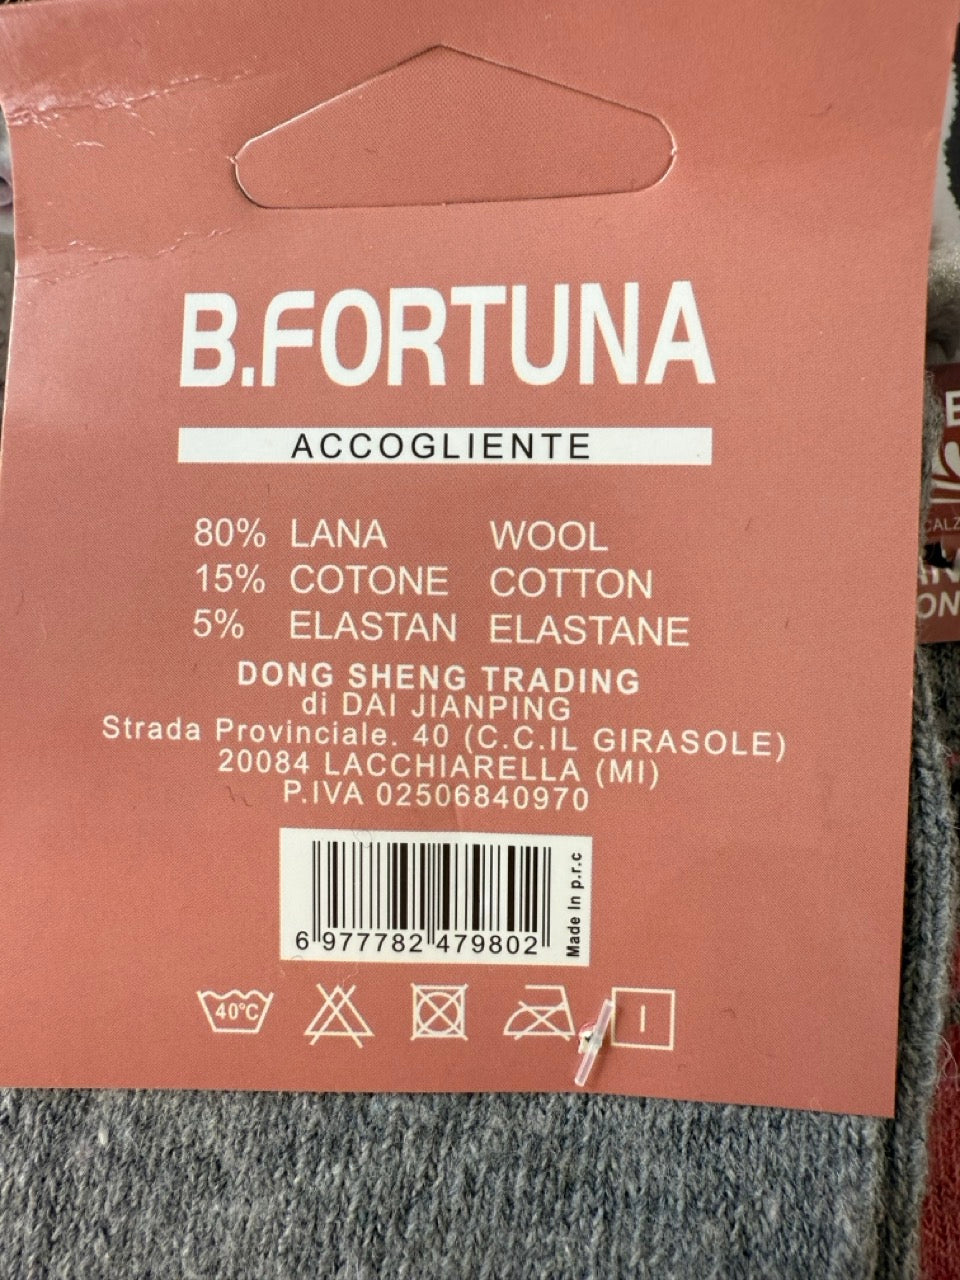 B.FORTUNA
ACCOGLIENTE
80% LANA WOOL
15% COTONE COTTON
5% ELASTAN ELASTANE
DONG SHENG TRADING
di DAI JIANPING
Strada Provinciale. 40 (C.C.IL GIRASOLE)
20084 LACCHIARELLA (MI)
P.IVA 02506840970
6 977782 479802
Made In p.r.c
40°C